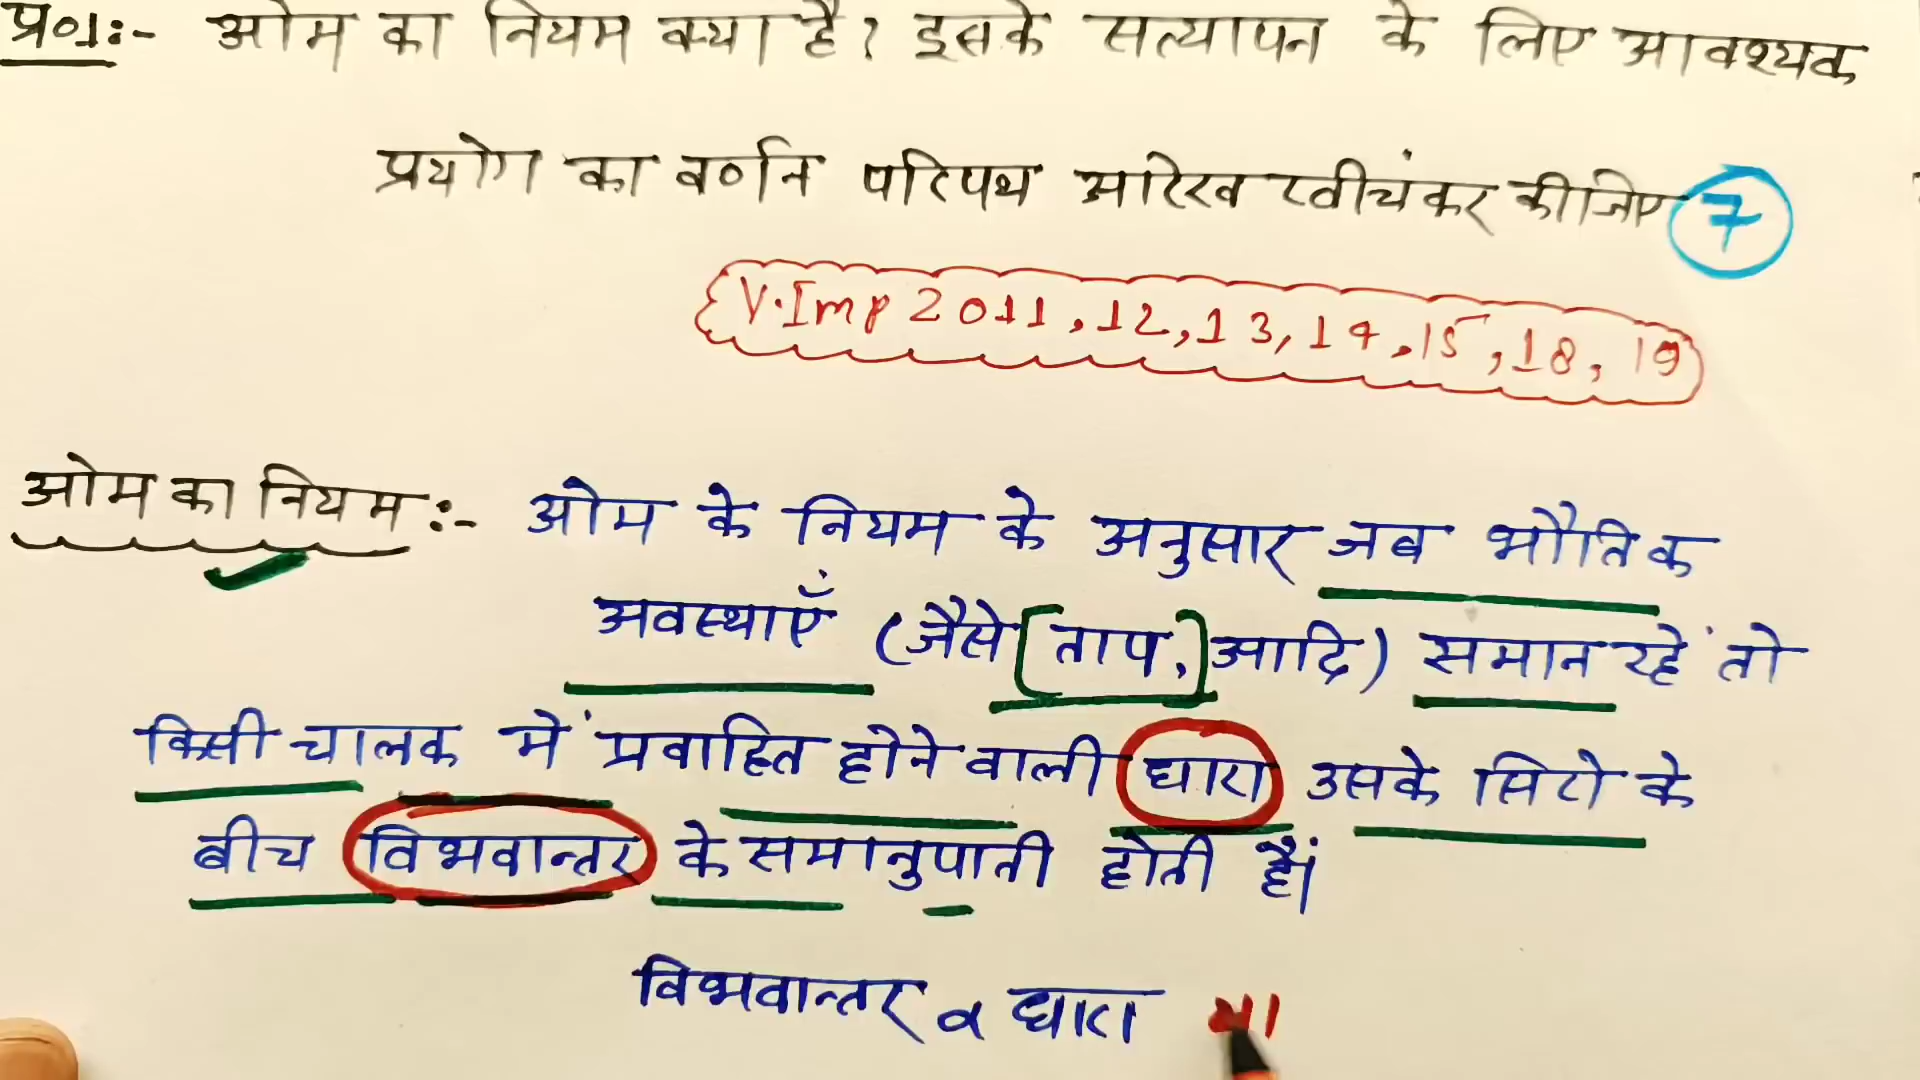 प्र०1:- ओम का नियम क्या है? इसके सत्यापन के लिए आवश्यक
प्रयोग का वर्णन परिपथ आरेख खींचकर कीजिए 7
V.Imp 2011,12,13,14,15,18,19
ओम का नियम:- ओम के नियम के अनुसार जब भौतिक
अवस्थाएँ (जैसे [ताप,] आदि) समान रहें तो
किसी चालक में प्रवाहित होने वाली धारा उसके सिरो के
बीच विभवान्तर के समानुपाती होती हैं।
विभवान्तर α धारा या